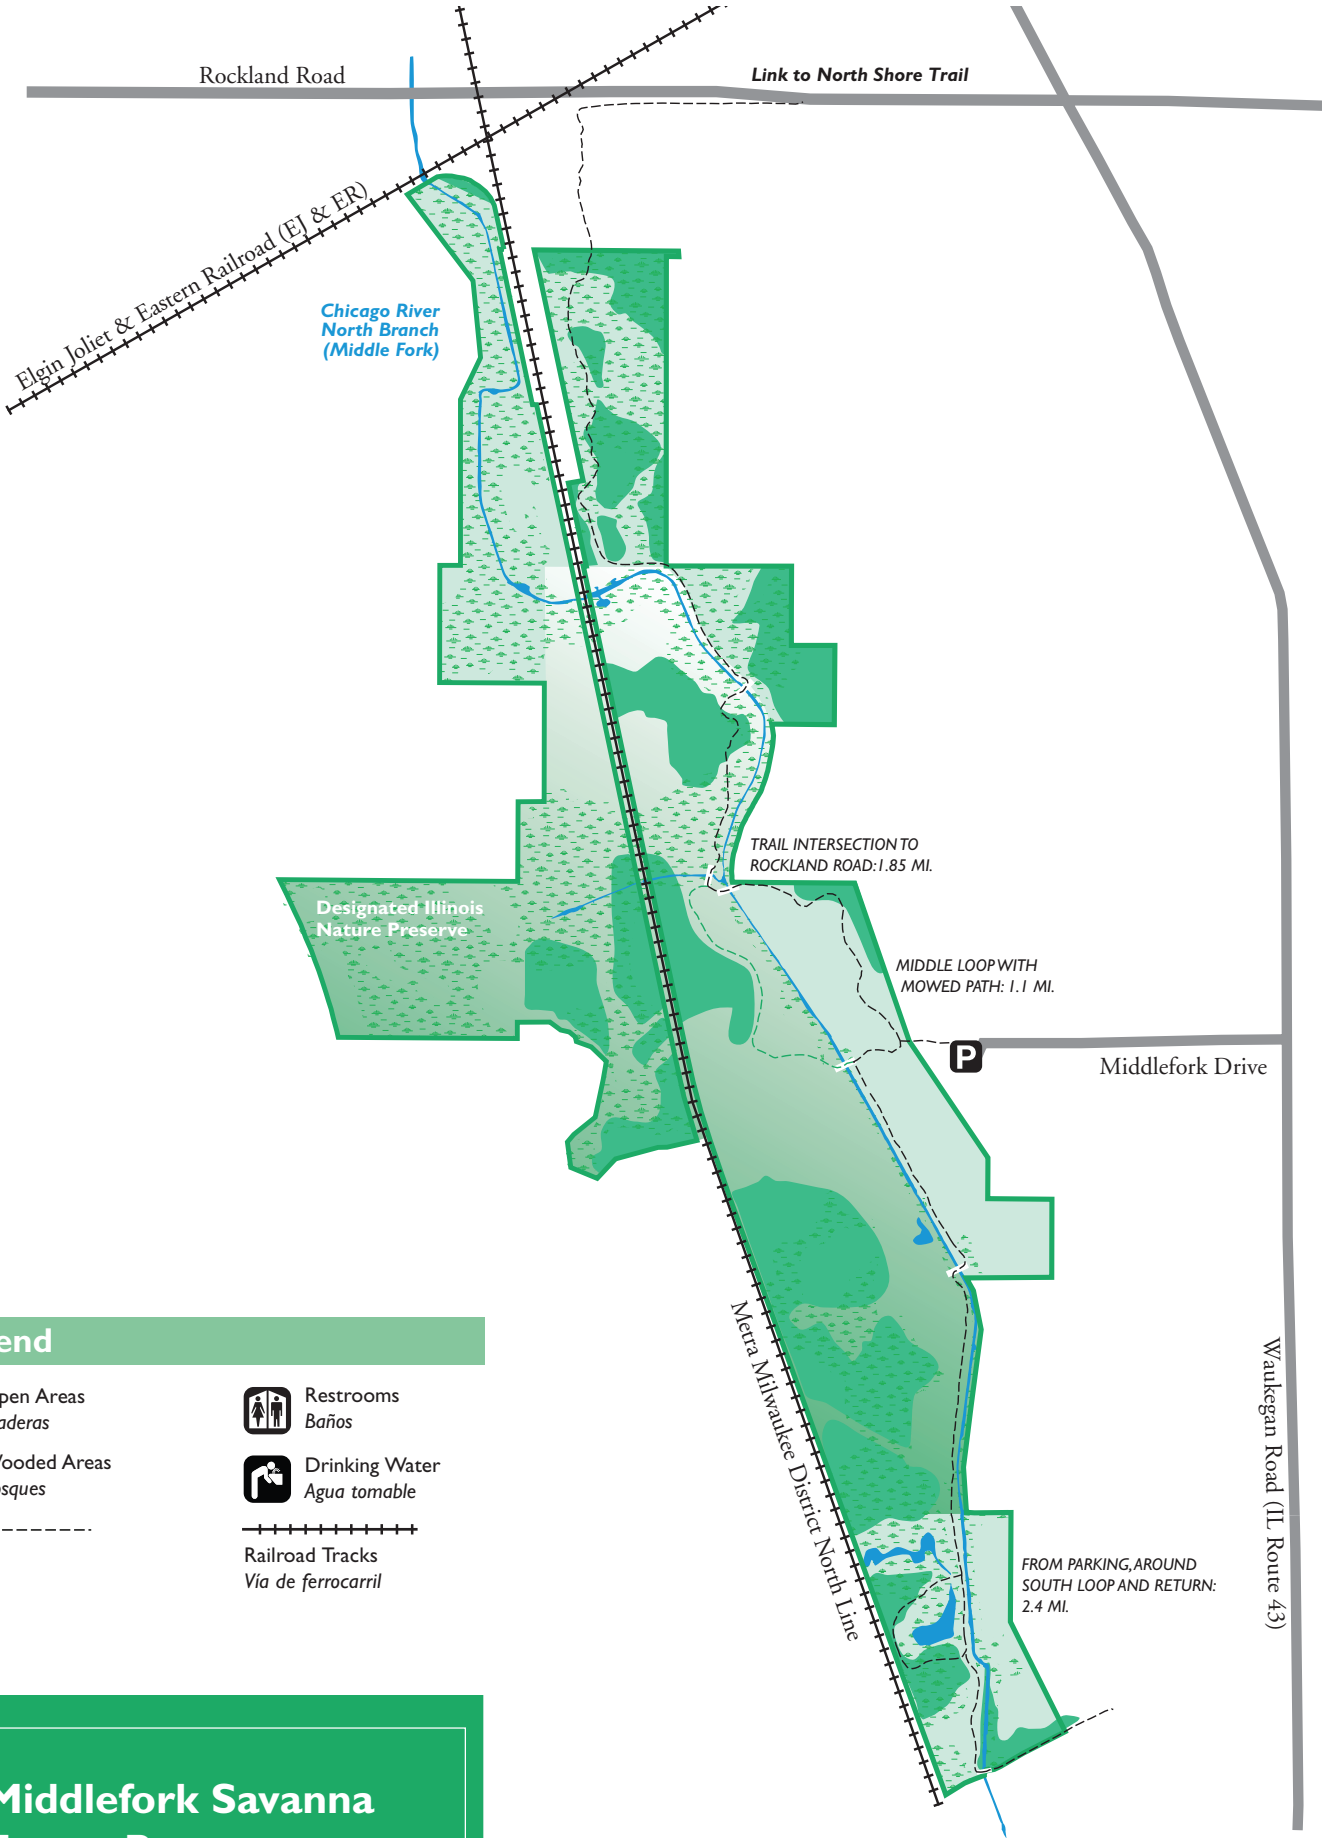 Rockland Road
Link to North Shore Trail
Elgin Joliet & Eastern Railroad (EJ & ER)
Chicago River
North Branch
(Middle Fork)
TRAIL INTERSECTION TO
ROCKLAND ROAD: 1.85 MI.
Designated Illinois
Nature Preserve
MIDDLE LOOP WITH
MOWED PATH: 1.1 MI.
P
Middlefork Drive
Metra Milwaukee District North Line
Waukegan Road (IL Route 43)
end
pen Areas
aderas
Restrooms
Baños
ooded Areas
osques
Drinking Water
Agua tomable
Railroad Tracks
Vía de ferrocarril
FROM PARKING, AROUND
SOUTH LOOP AND RETURN:
2.4 MI.
Middlefork Savanna